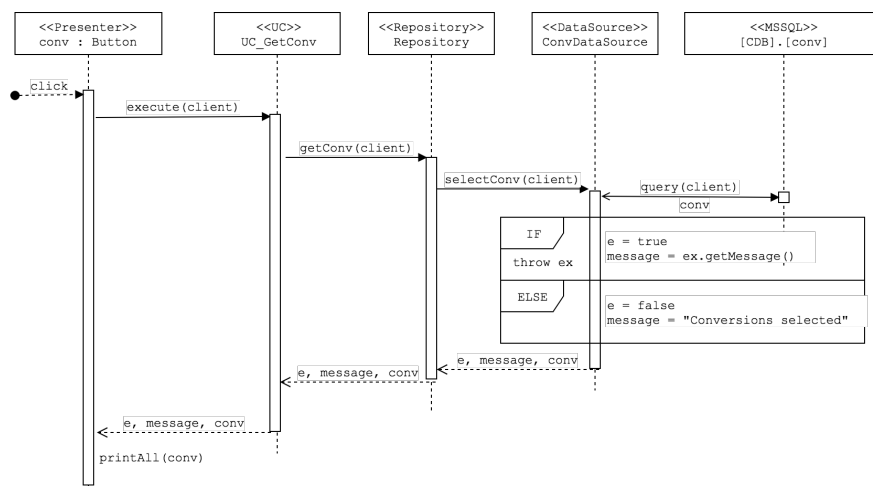 <<Presenter>>
conv : Button
<<UC>>
UC_GetConv
<<Repository>>
Repository
<<DataSource>>
ConvDataSource
<<MSSQL>>
[CDB].[conv]
click
execute(client)
getConv(client)
selectConv(client)
query(client)
conv
IF
throw ex
e = true
message = ex.getMessage()
ELSE
e = false
message = "Conversions selected"
e, message, conv
e, message, conv
e, message, conv
printAll(conv)